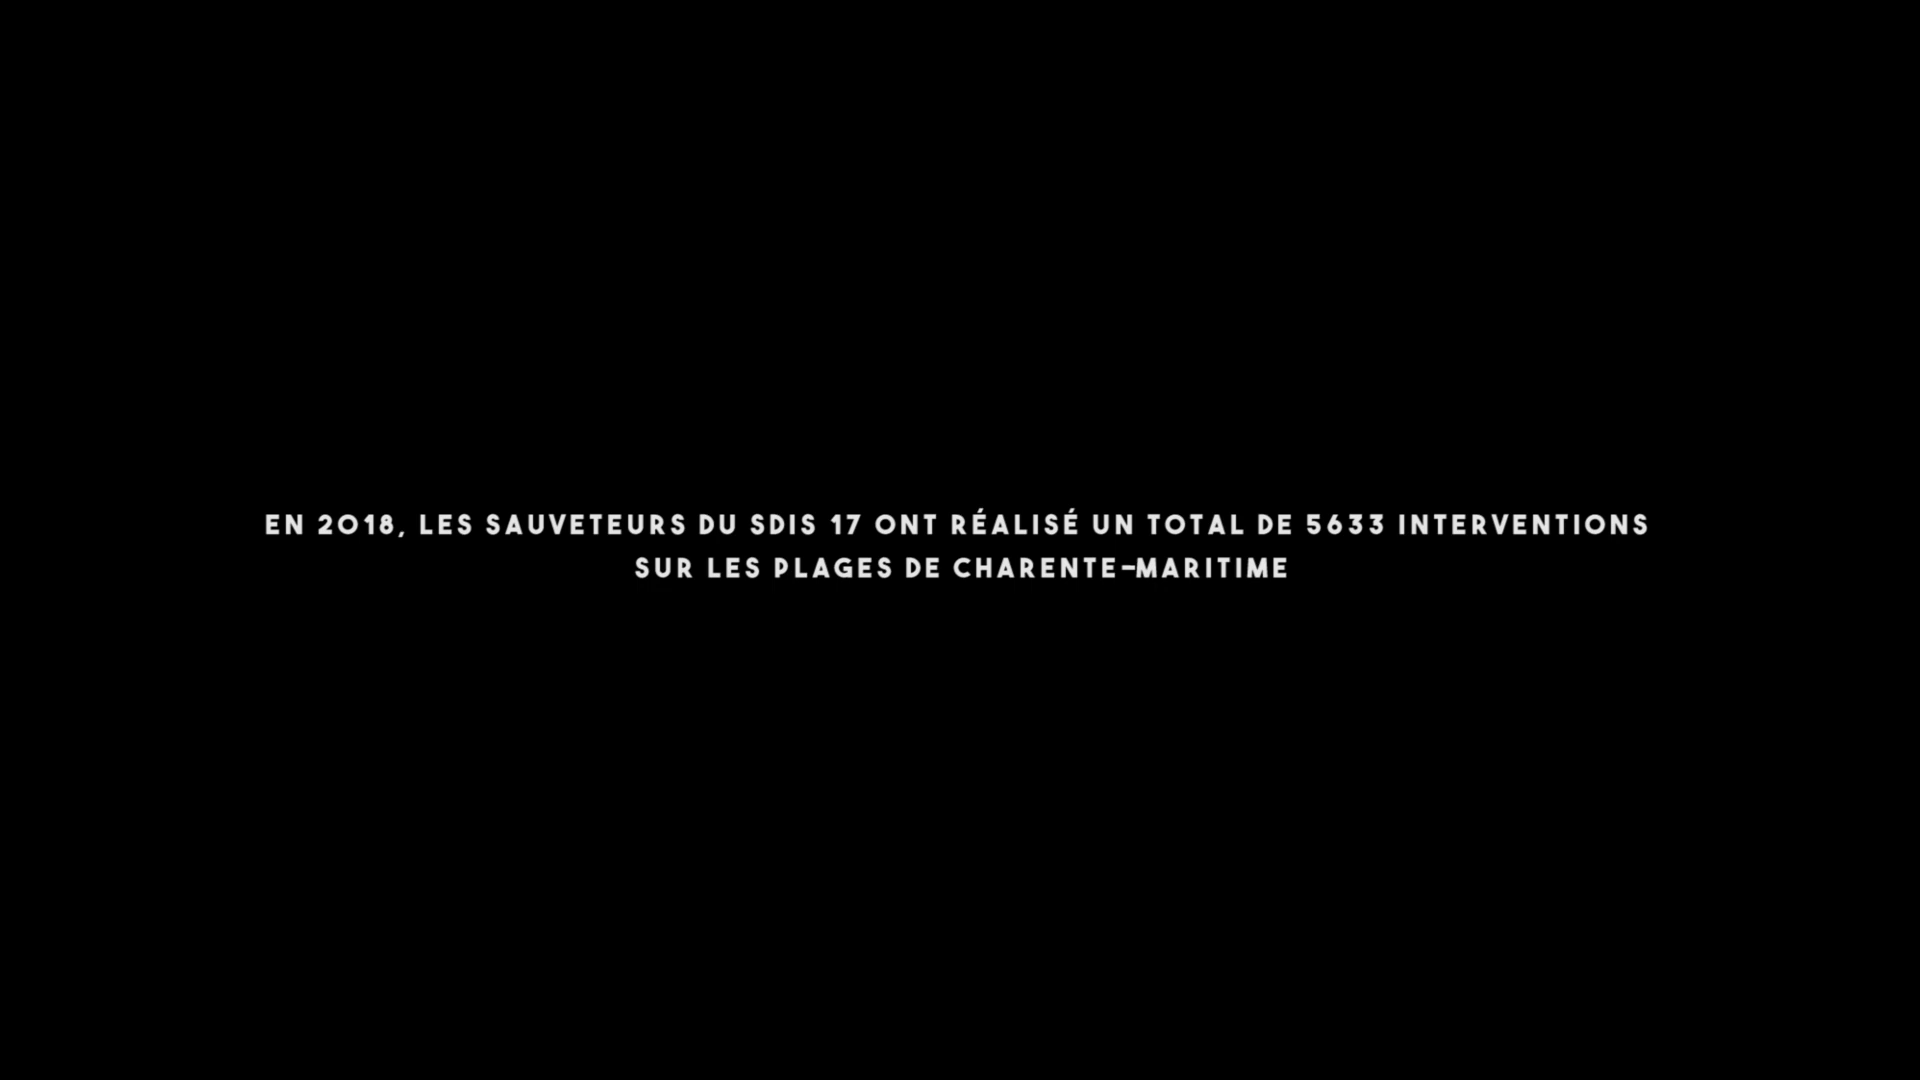 EN 2018, LES SAUVETEURS DU SDIS 17 ONT RÉALISÉ UN TOTAL DE 5633 INTERVENTIONS
SUR LES PLAGES DE CHARENTE-MARITIME